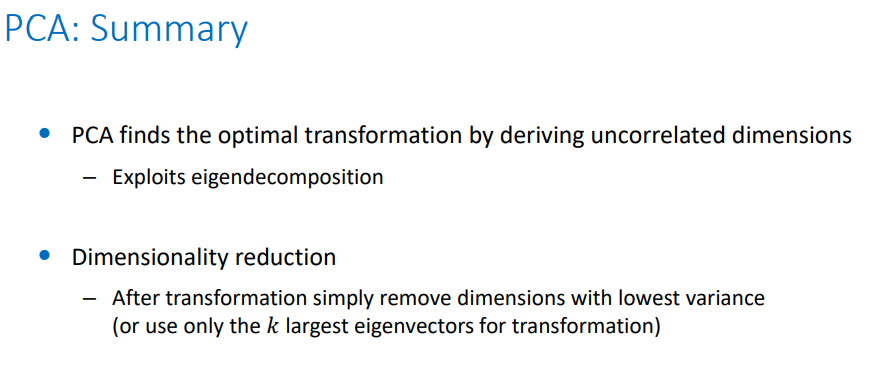 PCA: Summary
• PCA finds the optimal transformation by deriving uncorrelated dimensions
– Exploits eigendecomposition
• Dimensionality reduction
– After transformation simply remove dimensions with lowest variance
(or use only the k largest eigenvectors for transformation)